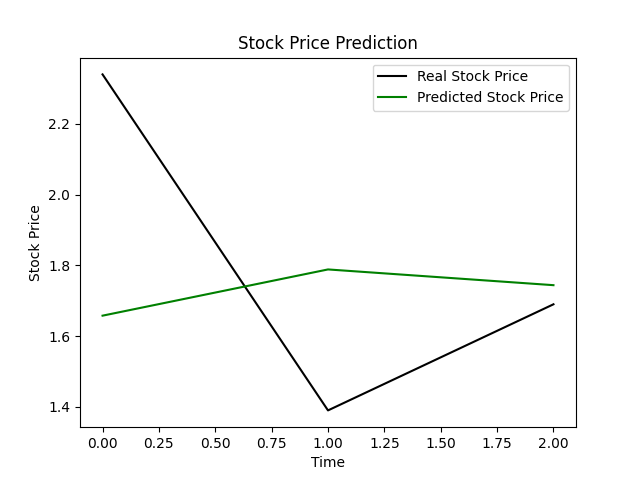 Stock Price Prediction
Real Stock Price
Predicted Stock Price
Stock Price
2.2
2.0
1.8
1.6
1.4
0.00 0.25 0.50 0.75 1.00 1.25 1.50 1.75 2.00
Time